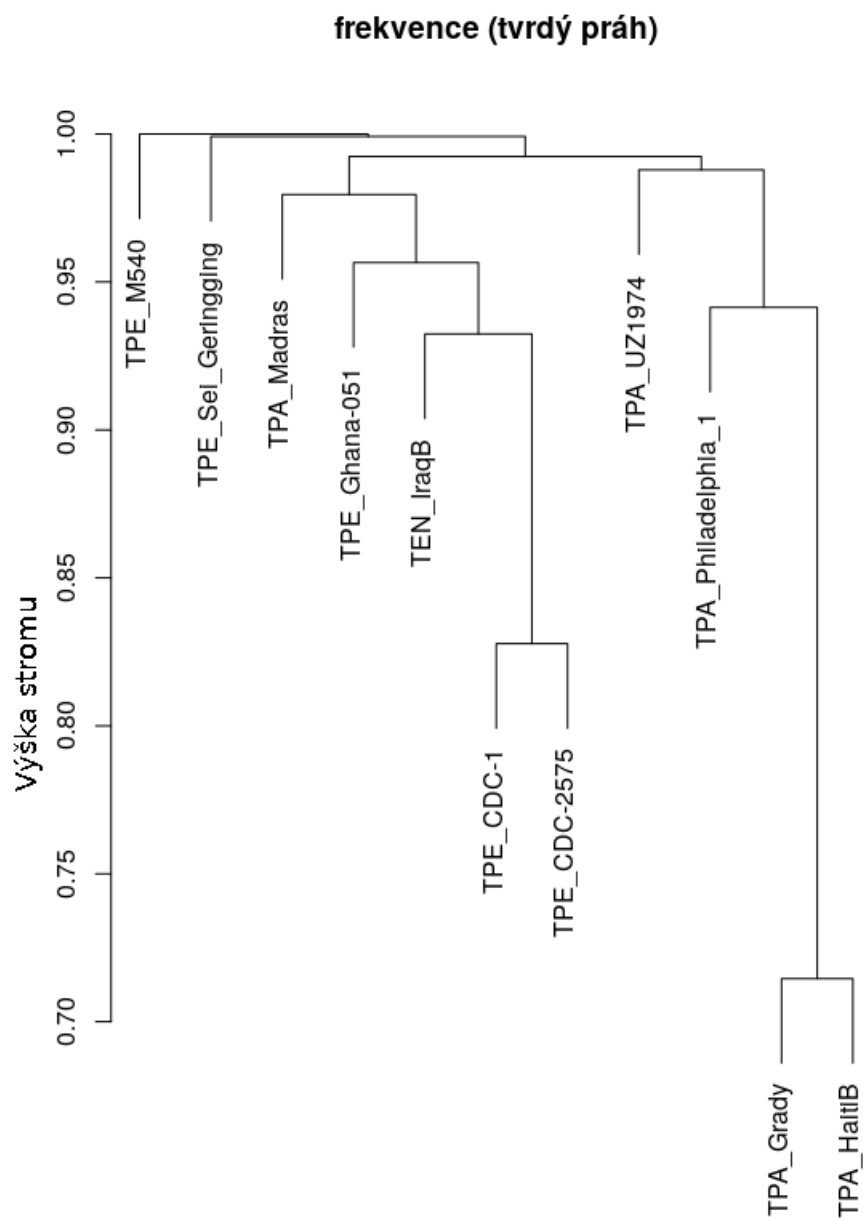 frekvence (tvrdý práh)
Výška stromu
1.00
0.95
0.90
0.85
0.80
0.75
0.70
TPE_M540
TPE_Sei_Geringging
TPA_Madras
TPE_Ghana-051
TEN_IraqB
TPE_CDC-1
TPE_CDC-2575
TPA_UZ1974
TPA_Philadelphia_1
TPA_Grady
TPA_HaitiB